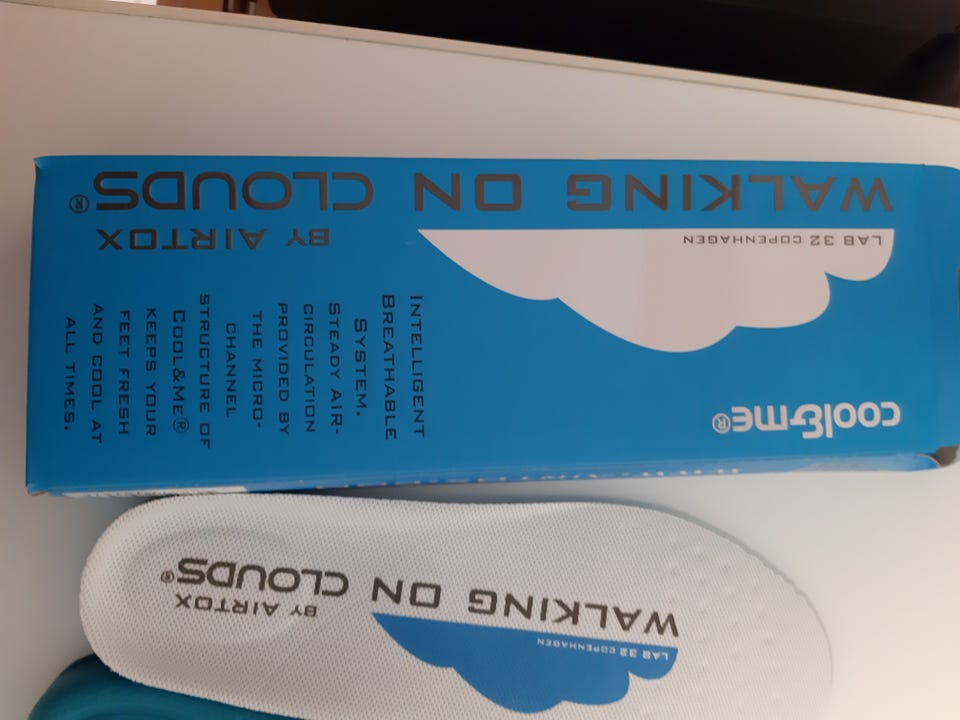 WALKING ON CLOUDS®
BY AIRTOX
LAB 32 COPENHAGEN
cool&me®
INTELLIGENT
BREATHABLE
SYSTEM.
STEADY AIR-
CIRCULATION
PROVIDED BY
THE MICRO-
CHANNEL
STRUCTURE OF
COOL&ME®
KEEPS YOUR
FEET FRESH
AND COOL AT
ALL TIMES.
WALKING ON CLOUDS®
BY AIRTOX
LAB 32 COPENHAGEN